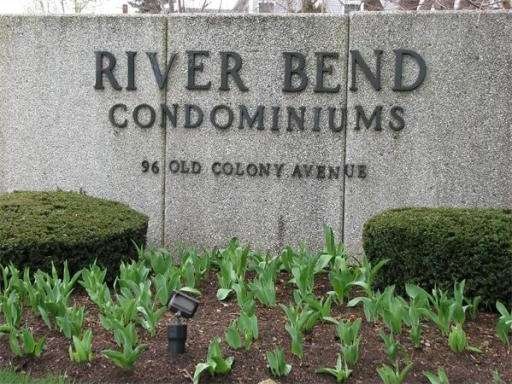 RIVER BEND
CONDOMINIUMS
96 OLD COLONY AVENUE